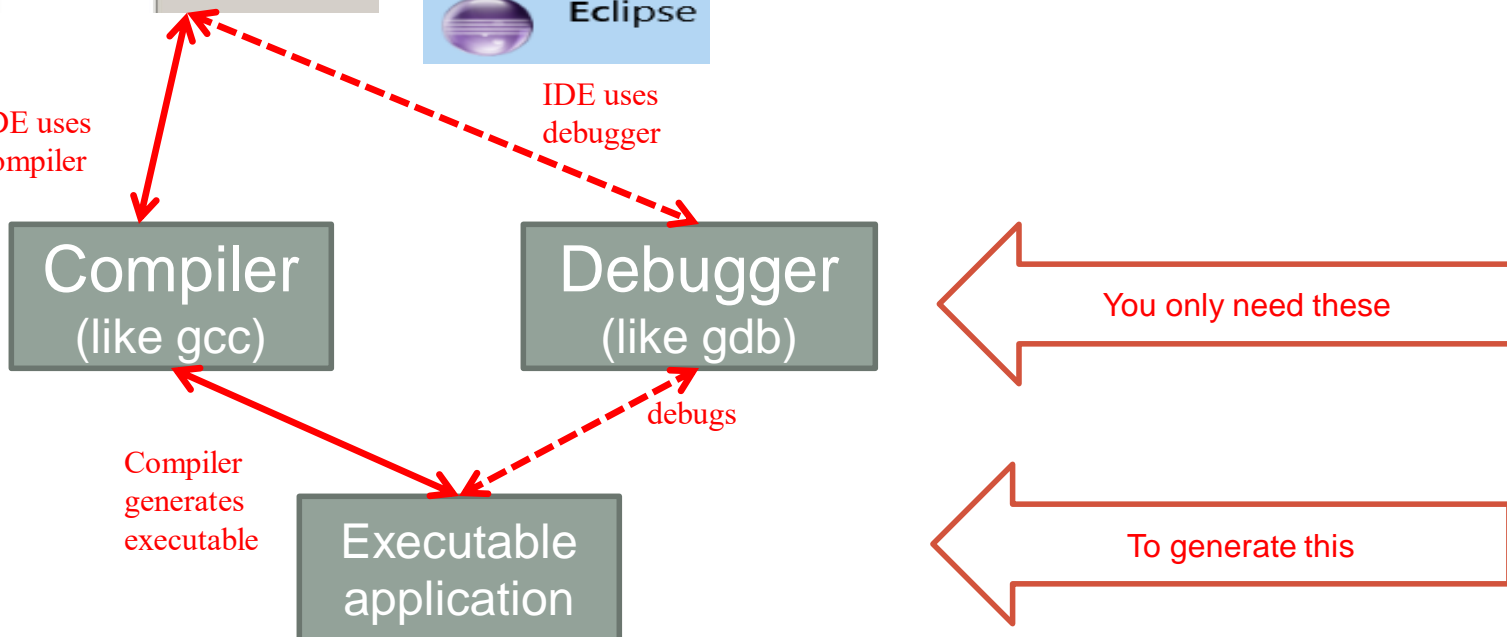 Eclipse
IDE uses
debugger
DE uses
ompiler
Compiler
(like gcc)
Debugger
(like gdb)
You only need these
debugs
Compiler
generates
executable
Executable
application
To generate this